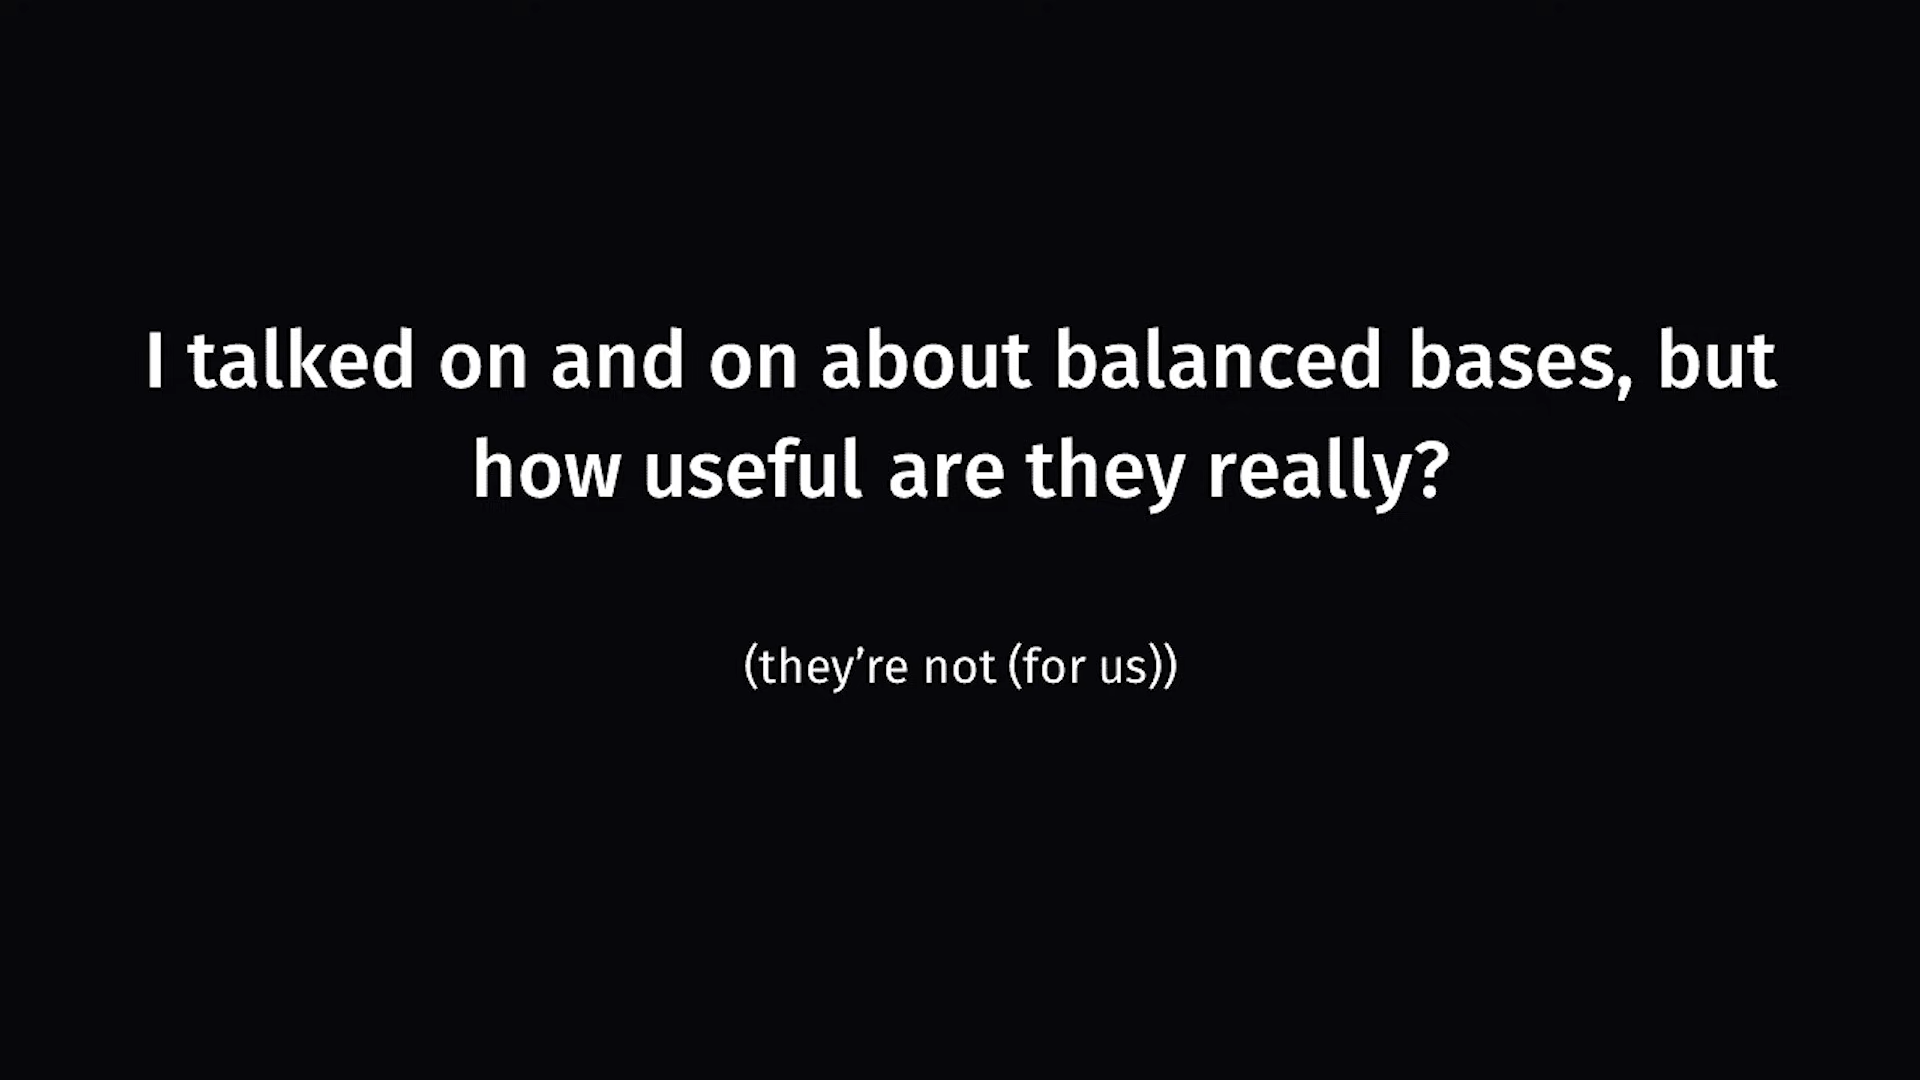 I talked on and on about balanced bases, but
how useful are they really?
(they’re not (for us))